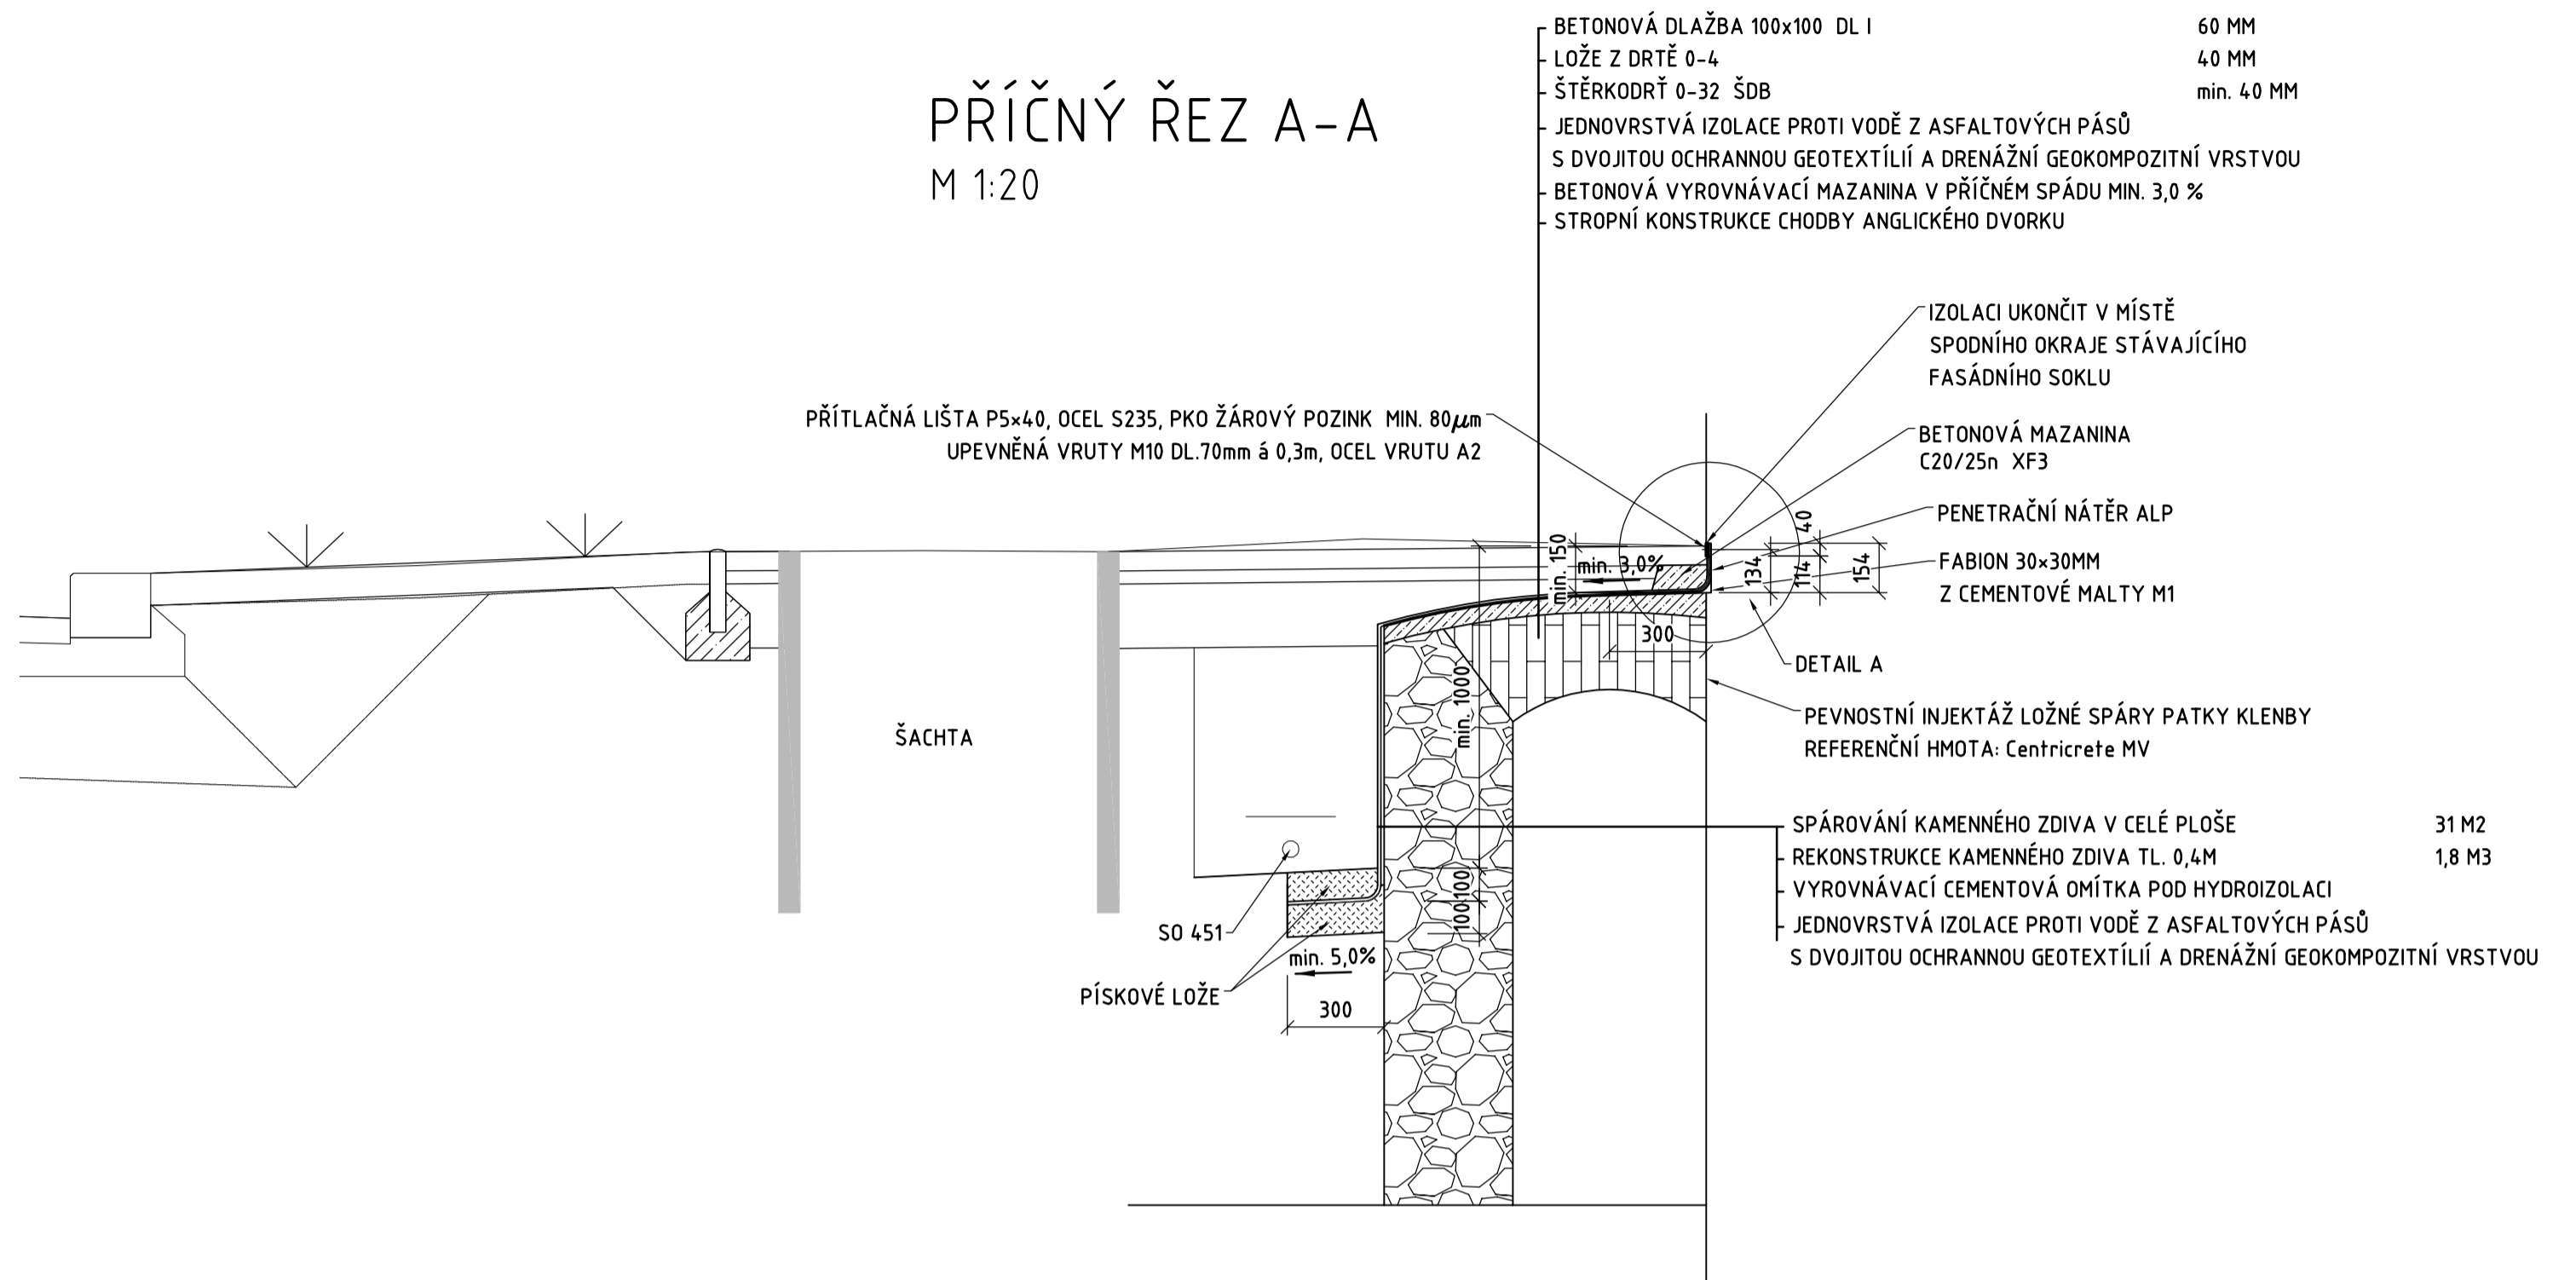 PŘÍČNÝ ŘEZ A-A
M 1:20
BETONOVÁ DLAŽBA 100x100 DL I 60 MM
LOŽE Z DRTĚ 0-4 40 MM
ŠTĚRKODRŤ 0-32 ŠDB min. 40 MM
JEDNOVRSTVÁ IZOLACE PROTI VODĚ Z ASFALTOVÝCH PÁSŮ
S DVOJITOU OCHRANNOU GEOTEXTÍLIÍ A DRENÁŽNÍ GEOKOMPOZITNÍ VRSTVOU
BETONOVÁ VYROVNÁVACÍ MAZANINA V PŘÍČNÉM SPÁDU MIN. 3,0 %
STROPNÍ KONSTRUKCE CHODBY ANGLICKÉHO DVORKU
IZOLACI UKONČIT V MÍSTĚ
SPODNÍHO OKRAJE STÁVAJÍCÍHO
FASÁDNÍHO SOKLU
PŘÍTLAČNÁ LIŠTA P5×40, OCEL S235, PKO ŽÁROVÝ POZINK MIN. 80μm
UPEVNĚNÁ VRUTY M10 DL.70mm á 0,3m, OCEL VRUTU A2
BETONOVÁ MAZANINA
C20/25n XF3
PENETRAČNÍ NÁTĚR ALP
FABION 30×30MM
Z CEMENTOVÉ MALTY M1
min. 150
min. 3,0%
134
40
114
154
300
DETAIL A
min. 1000
ŠACHTA
PEVNOSTNÍ INJEKTÁŽ LOŽNÉ SPÁRY PATKY KLENBY
REFERENČNÍ HMOTA: Centricrete MV
SPÁROVÁNÍ KAMENNÉHO ZDIVA V CELÉ PLOŠE 31 M2
REKONSTRUKCE KAMENNÉHO ZDIVA TL. 0,4M 1,8 M3
VYROVNÁVACÍ CEMENTOVÁ OMÍTKA POD HYDROIZOLACI
JEDNOVRSTVÁ IZOLACE PROTI VODĚ Z ASFALTOVÝCH PÁSŮ
S DVOJITOU OCHRANNOU GEOTEXTÍLIÍ A DRENÁŽNÍ GEOKOMPOZITNÍ VRSTVOU
100
100
SO 451
min. 5,0%
PÍSKOVÉ LOŽE
300